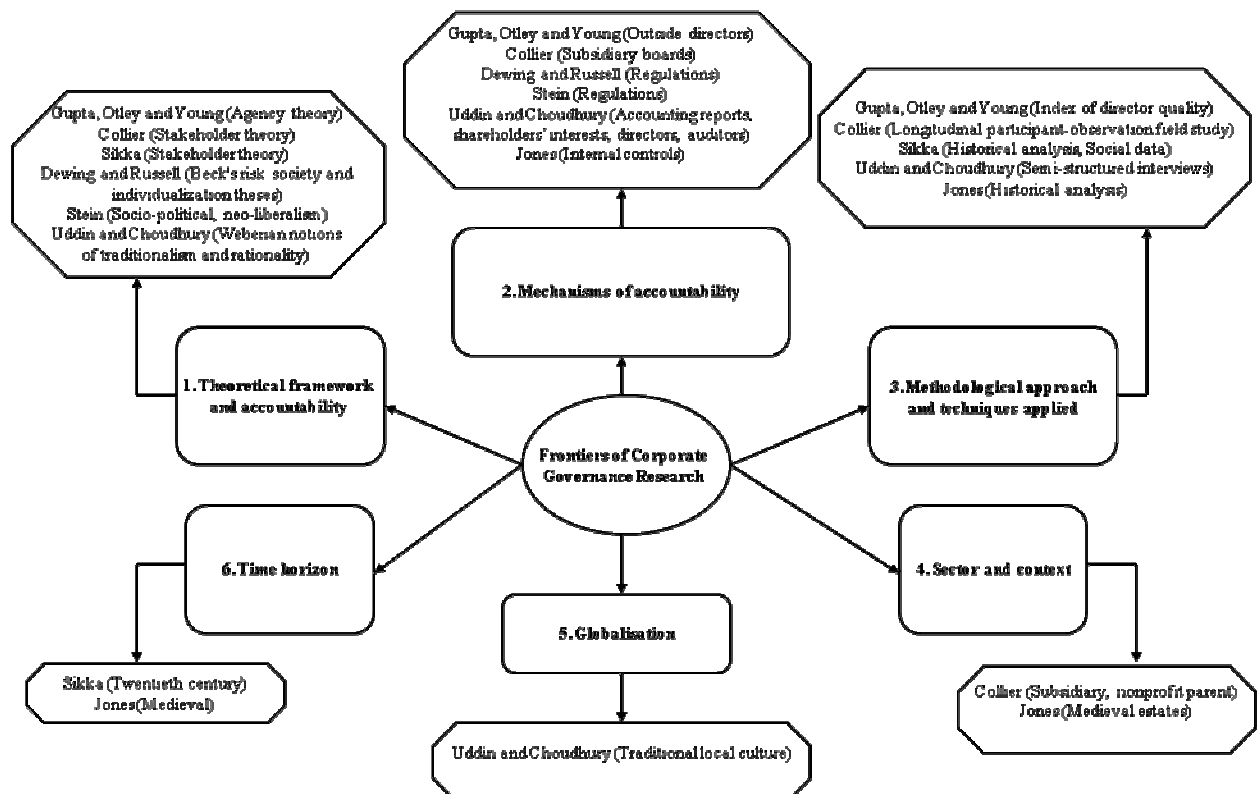 Gupta, Otley and Young (Outside directors)
Collier (Subsidiary boards)
Dewing and Russell (Regulations)
Stein (Regulations)
Uddin and Choudhury (Accounting reports,
shareholders' interests, directors, auditors)
Jones (Internal controls)
Gupta, Otley and Young (Agency theory)
Collier (Stakeholder theory)
Sikka (Stakeholder theory)
Dewing and Russell (Beck's risk society and
individualization theses)
Stein (Socio-political, neo-liberalism)
Uddin and Choudhury (Weberian notions
of traditionalism and rationality)
Gupta, Otley and Young (Index of director quality)
Collier (Longitudinal participant-observation field study)
Sikka (Historical analysis, Social data)
Uddin and Choudhury (Semi-structured interviews)
Jones (Historical analysis)
2. Mechanisms of accountability
1. Theoretical framework
and accountability
3. Methodological approach
and techniques applied
Frontiers of Corporate
Governance Research
6. Time horizon
4. Sector and context
5. Globalisation
Sikka (Twentieth century)
Jones (Medieval)
Collier (Subsidiary, nonprofit parent)
Jones (Medieval estates)
Uddin and Choudhury (Traditional local culture)